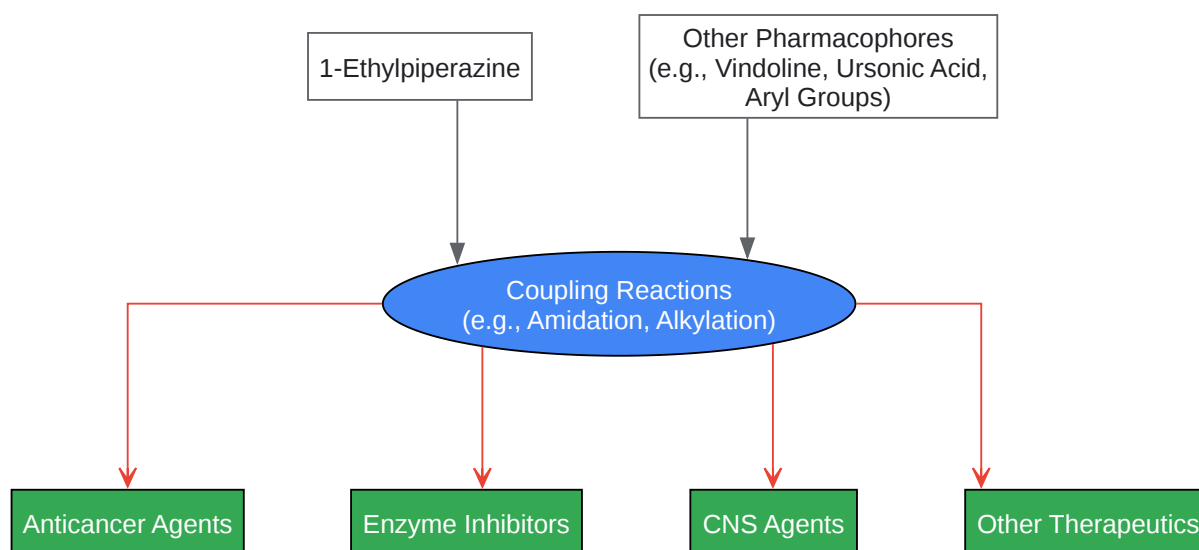 1-Ethylpiperazine
Other Pharmacophores
(e.g., Vindoline, Ursonic Acid,
Aryl Groups)
Coupling Reactions
(e.g., Amidation, Alkylation)
Anticancer Agents
Enzyme Inhibitors
CNS Agents
Other Therapeutics